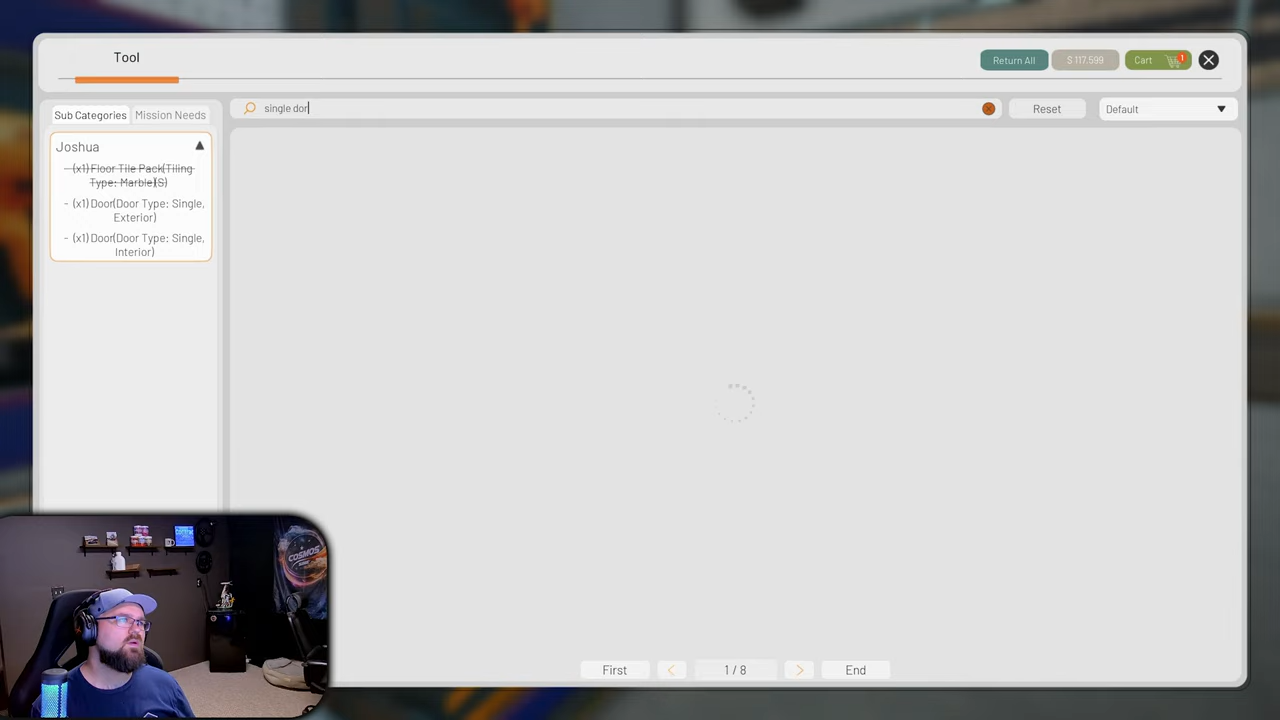 Tool
Return All
$ 117.599
Cart
1
Sub Categories
Mission Needs
single dor
Reset
Default
Joshua
- (x1) Floor Tile Pack(Tiling
Type: Marble)(S)
- (x1) Door(Door Type: Single,
Exterior)
- (x1) Door(Door Type: Single,
Interior)
First
<
1 / 8
>
End
COSMOS